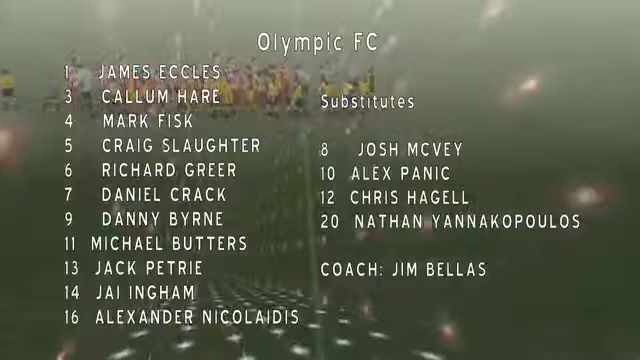 Olympic FC
1 JAMES ECCLES
3 CALLUM HARE
4 MARK FISK
5 CRAIG SLAUGHTER
6 RICHARD GREER
7 DANIEL CRACK
9 DANNY BYRNE
11 MICHAEL BUTTERS
13 JACK PETRIE
14 JAI INGHAM
16 ALEXANDER NICOLAIDIS
Substitutes
8 JOSH MCVEY
10 ALEX PANIC
12 CHRIS HAGELL
20 NATHAN YANNAKOPOULOS
COACH: JIM BELLAS